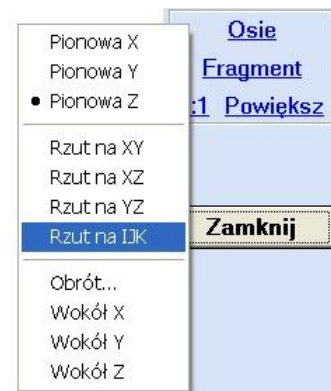 Pionowa X
Pionowa Y
Pionowa Z
Rzut na XY
Rzut na XZ
Rzut na YZ
Rzut na IJK
Obrót...
Wokół X
Wokół Y
Wokół Z
Osie
Fragment
:1 Powiększ
Zamknij